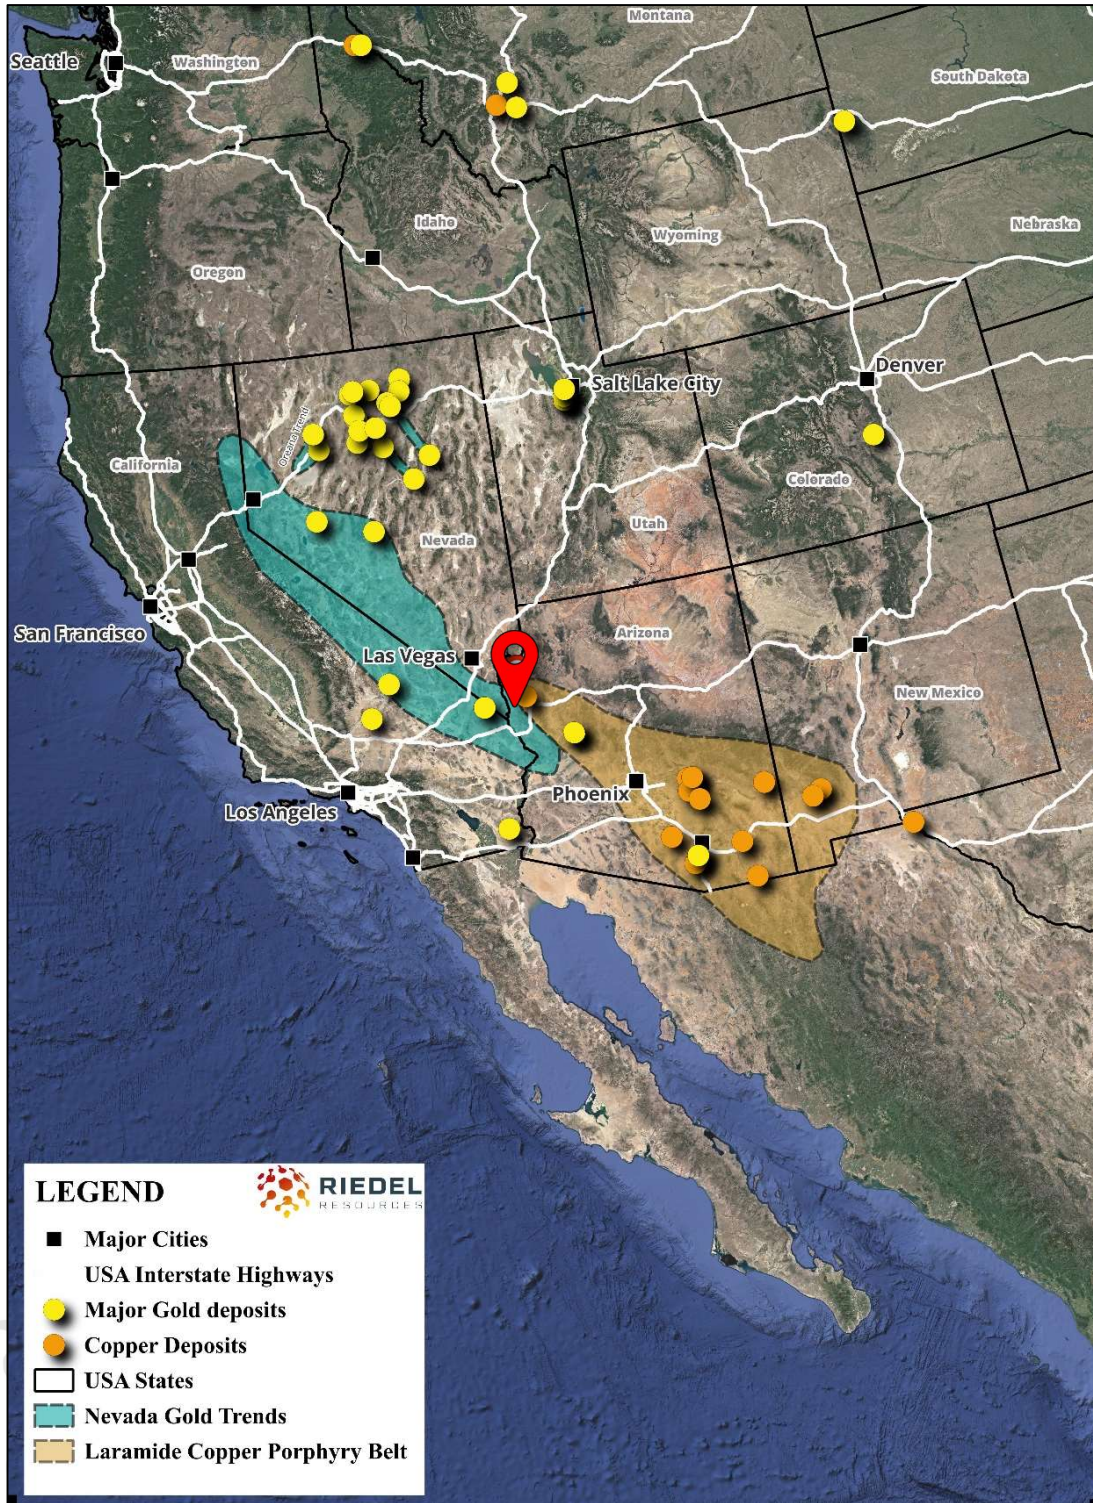 Montana
Seattle
Washington
South Dakota
Idaho
Nebraska
Wyoming
Oregon
Denver
Salt Lake City
Oreana Trend
California
Colorado
Utah
Nevada
San Francisco
Arizona
Las Vegas
New Mexico
Phoenix
Los Angeles
LEGEND
RIEDEL
RESOURCES
Major Cities
USA Interstate Highways
Major Gold deposits
Copper Deposits
USA States
Nevada Gold Trends
Laramide Copper Porphyry Belt